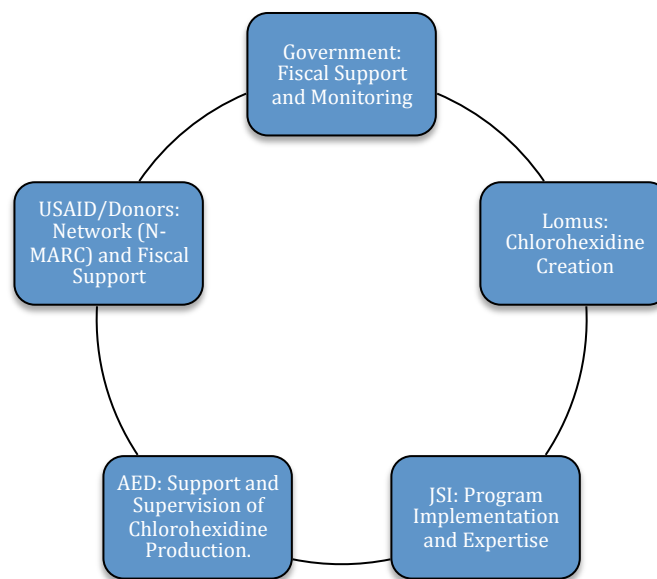 Government:
Fiscal Support
and Monitoring
Lomus:
Chlorohexidine
Creation
JSI: Program
Implementation
and Expertise
AED: Support and
Supervision of
Chlorohexidine
Production.
USAID/Donors:
Network (N-
MARC) and Fiscal
Support